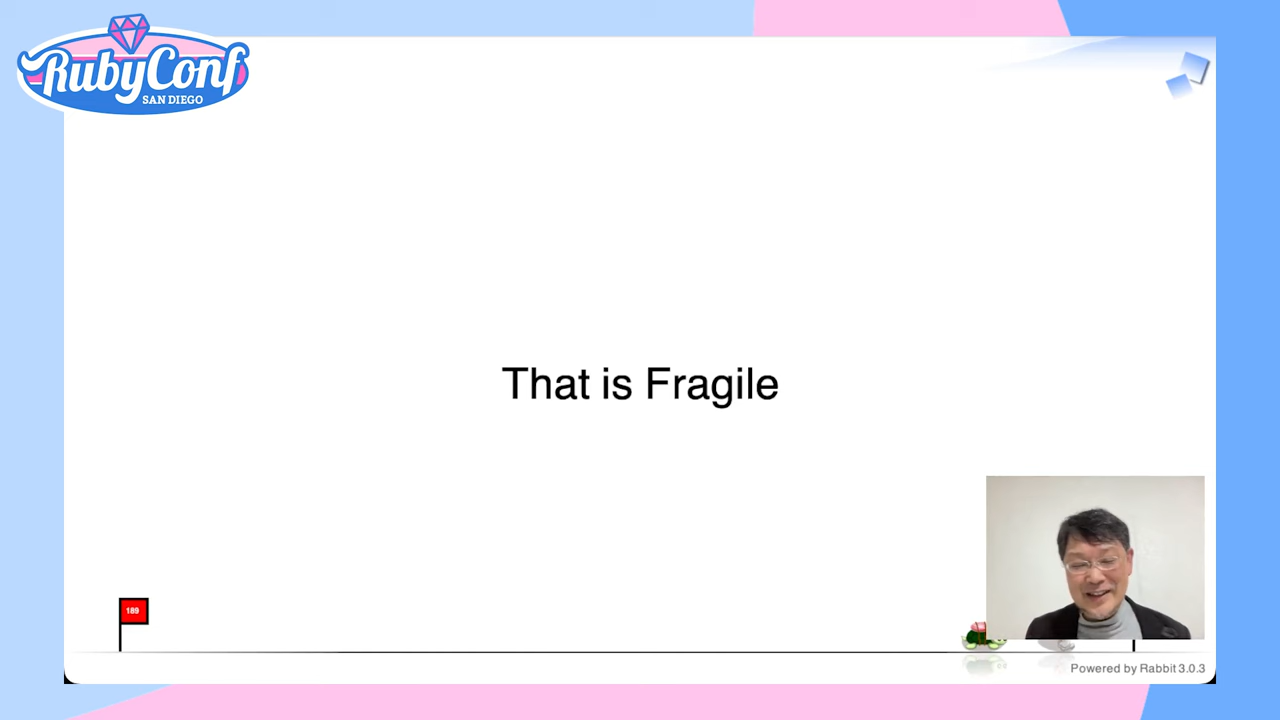 RubyConf
SAN DIEGO
That is Fragile
189
Powered by Rabbit 3.0.3